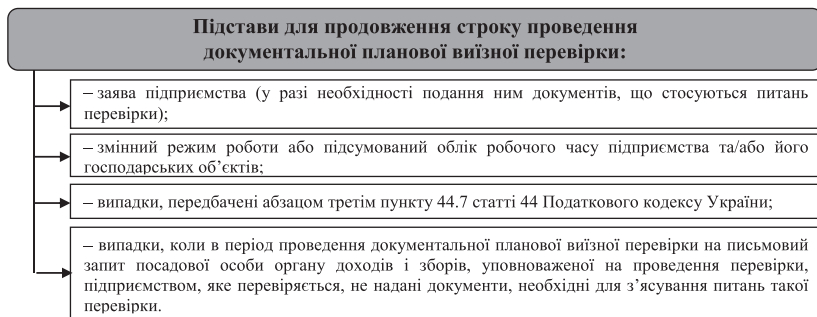 Підстави для продовження строку проведення
документальної планової виїзної перевірки:
– заява підприємства (у разі необхідності подання ним документів, що стосуються питань
перевірки);
– змінний режим роботи або підсумований облік робочого часу підприємства та/або його
господарських об’єктів;
– випадки, передбачені абзацом третім пункту 44.7 статті 44 Податкового кодексу України;
– випадки, коли в період проведення документальної планової виїзної перевірки на письмовий
запит посадової особи органу доходів і зборів, уповноваженої на проведення перевірки,
підприємством, яке перевіряється, не надані документи, необхідні для з’ясування питань такої
перевірки.